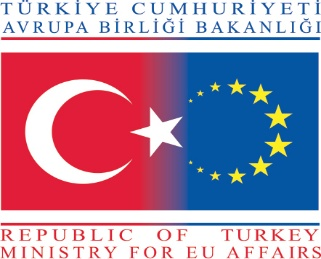 TÜRKİYE CUMHURİYETİ
AVRUPA BİRLİĞİ BAKANLIĞI
REPUBLIC OF TURKEY
MINISTRY FOR EU AFFAIRS